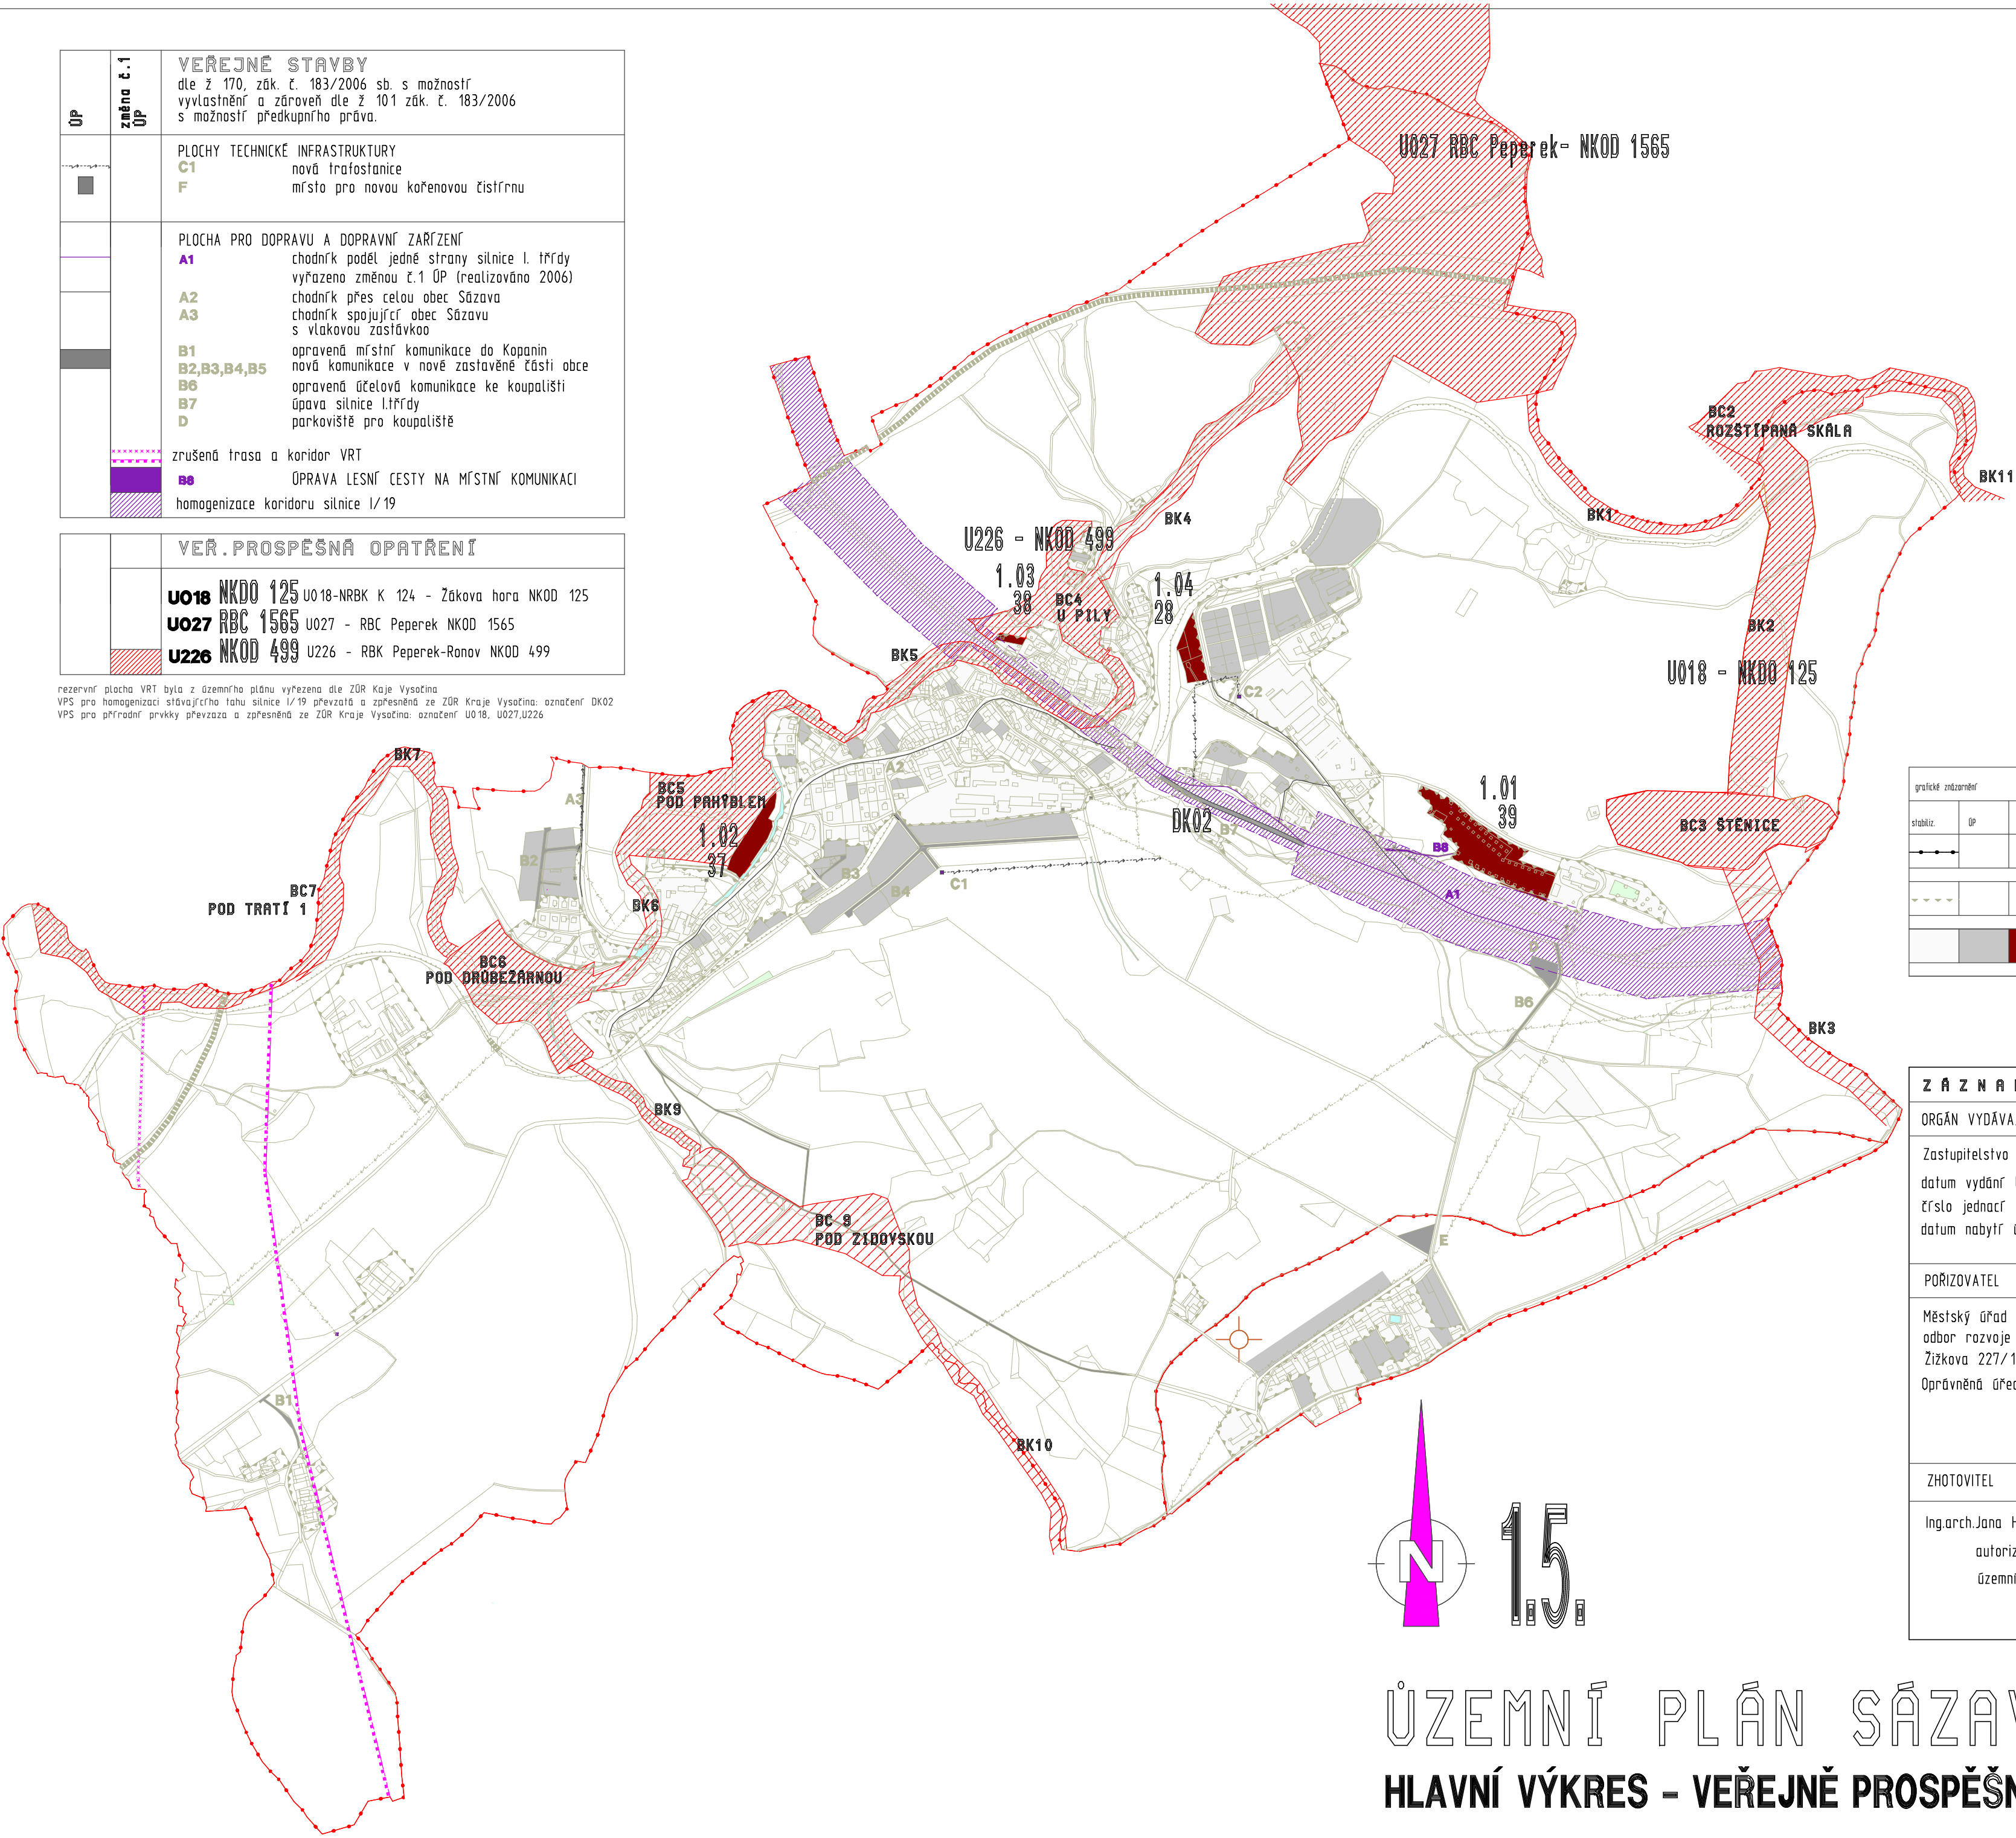 ÚP
změna č.1
ÚP
VEŘEJNÉ STAVBY
dle ž 170, zák. č. 183/2006 sb. s možností
vyvlastnění a zároveň dle ž 101 zák. č. 183/2006
s možností předkupního práva.
PLOCHY TECHNICKÉ INFRASTRUKTURY
C1 nová trafostanice
F místo pro novou kořenovou čistírnu
PLOCHA PRO DOPRAVU A DOPRAVNÍ ZAŘÍZENÍ
A1 chodník poděl jedné strany silnice I. třídy
vyřazeno změnou č.1 ÚP (realizováno 2006)
A2 chodník přes celou obec Sázava
A3 chodník spojující obec Sázavu
s vlakovou zastávkoo
B1 opravená místní komunikace do Kopanin
B2,B3,B4,B5 nová komunikace v nově zastavěné části obce
B6 opravená účelová komunikace ke koupališti
B7 úpava silnice I.třídy
D parkoviště pro koupaliště
zrušená trasa a koridor VRT
B8 ÚPRAVA LESNÍ CESTY NA MÍSTNÍ KOMUNIKACI
homogenizace koridoru silnice I/19
VEŘ.PROSPĚŠNÁ OPATŘENÍ
U018 NKDO 125 U018-NRBK K 124 - Žákova hora NKOD 125
U027 RBC 1565 U027 - RBC Peperek NKOD 1565
U226 NKOD 499 U226 - RBK Peperek-Ronov NKOD 499
rezervní plocha VRT byla z územního plánu vyřezena dle ZÚR Kaje Vysočina
VPS pro homogenizaci stávajícího tahu silnice I/19 převzatá a zpřesněná ze ZÚR Kraje Vysočina: označení DK02
VPS pro přírodní prvkky převzaza a zpřesněná ze ZÚR Kraje Vysočina: označení U018, U027,U226
U027 RBC Peperek- NKOD 1565
BC2
ROZŠTÍPANÁ SKÁLA
BK11
BK1
BK4
U226 - NKOD 499
1.03
38
BC4
U PILY
1.04
28
BK2
U018 - NKDO 125
BK5
C2
BK7
A2
A3
BC5
POD PAHÝBLEM
1.02
37
1.01
39
DK02
B7
B8
BC3 ŠTĚNICE
B2
B3
B4
C1
A1
BC7
POD TRATÍ 1
BK6
BC6
POD DRŮBEŽÁRNOU
B6
BK3
BK9
BC 9
POD ŽIDOVSKOU
E
B1
BK10
grafické znázornění
stabiliz. ÚP
ORGÁN VYDÁVA
Zastupitelstvo
datum vydání
číslo jednací
datum nabytí
POŘIZOVATEL
Městský úřad
odbor rozvoje
Žižkova 227/1
Oprávněná úřed
ZHOTOVITEL
Ing.arch.Jana H
autoriz
územní
N
1.5.
ÚZEMNÍ PLÁN SÁZAV
HLAVNÍ VÝKRES – VEŘEJNĚ PROSPĚŠN